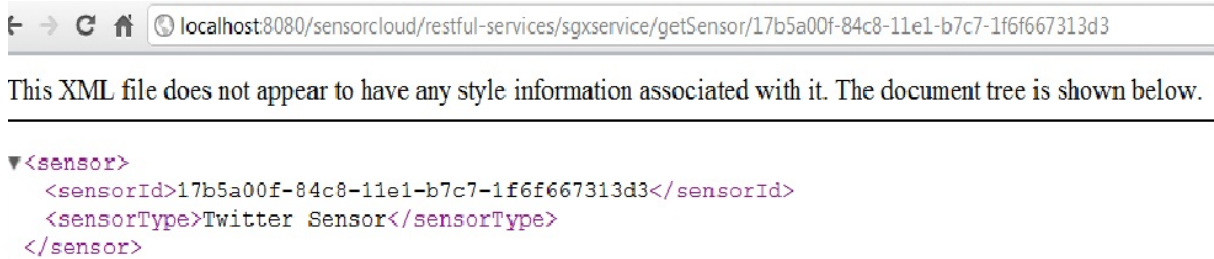 localhost:8080/sensorcloud/restful-services/sgxservice/getSensor/17b5a00f-84c8-11e1-b7c7-1f6f667313d3
This XML file does not appear to have any style information associated with it. The document tree is shown below.
▼<sensor>
<sensorId>17b5a00f-84c8-11e1-b7c7-1f6f667313d3</sensorId>
<sensorType>Twitter Sensor</sensorType>
</sensor>